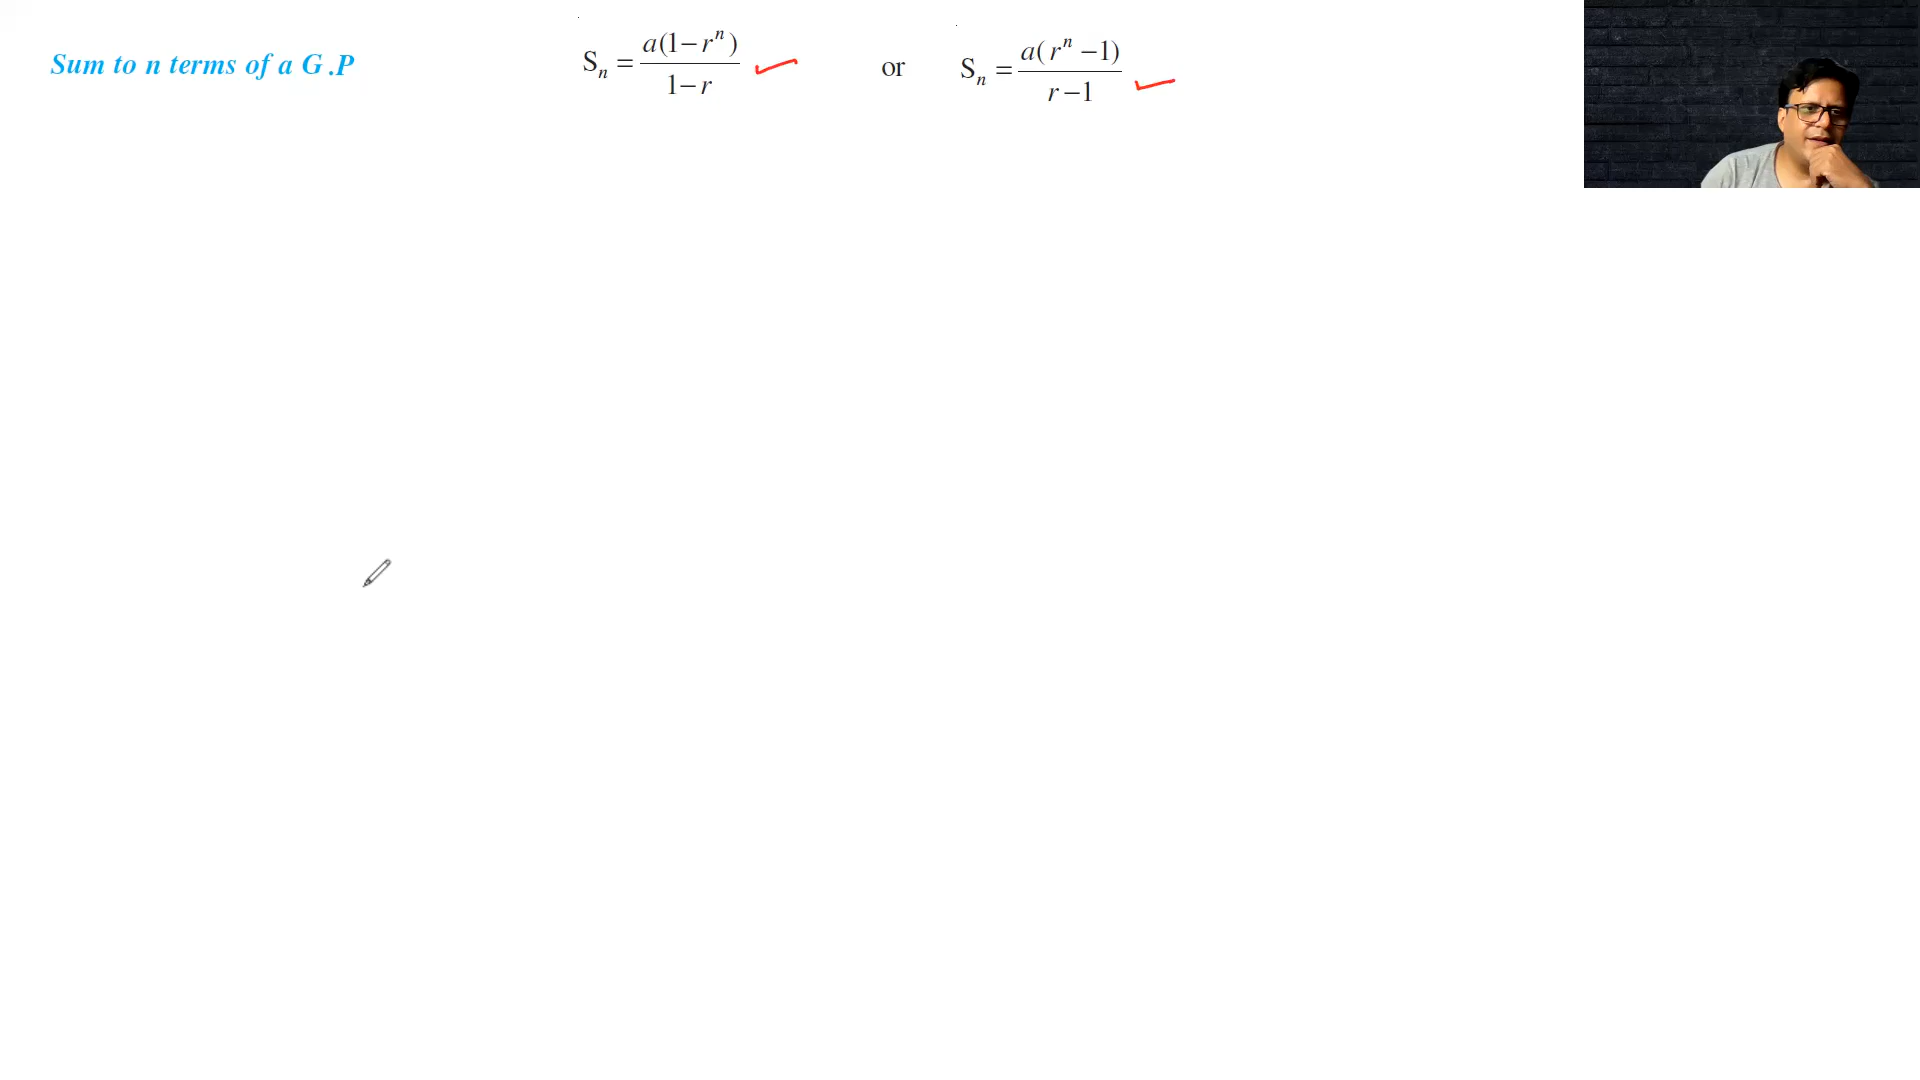 Sum to n terms of a G.P
Sₙ = a(1−rⁿ) / 1−r or Sₙ = a(rⁿ−1) / r−1